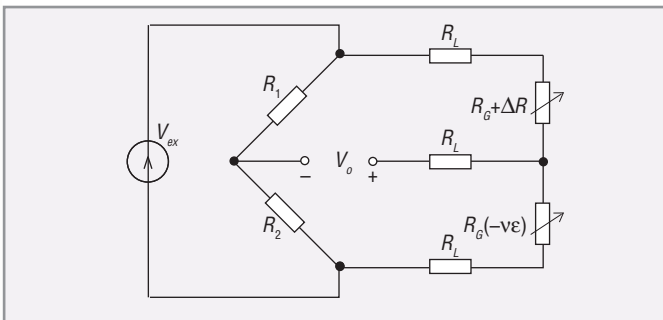 R_L
R_1
R_G+ΔR
V_ex
− V_o +
R_L
R_2
R_G(−νε)
R_L